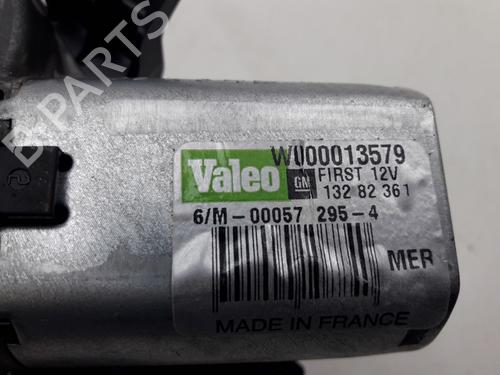 Valeo
W000013579
GM
FIRST 12V
132 82 361
6/M-00057 295-4
MER
MADE IN FRANCE
B PARTS